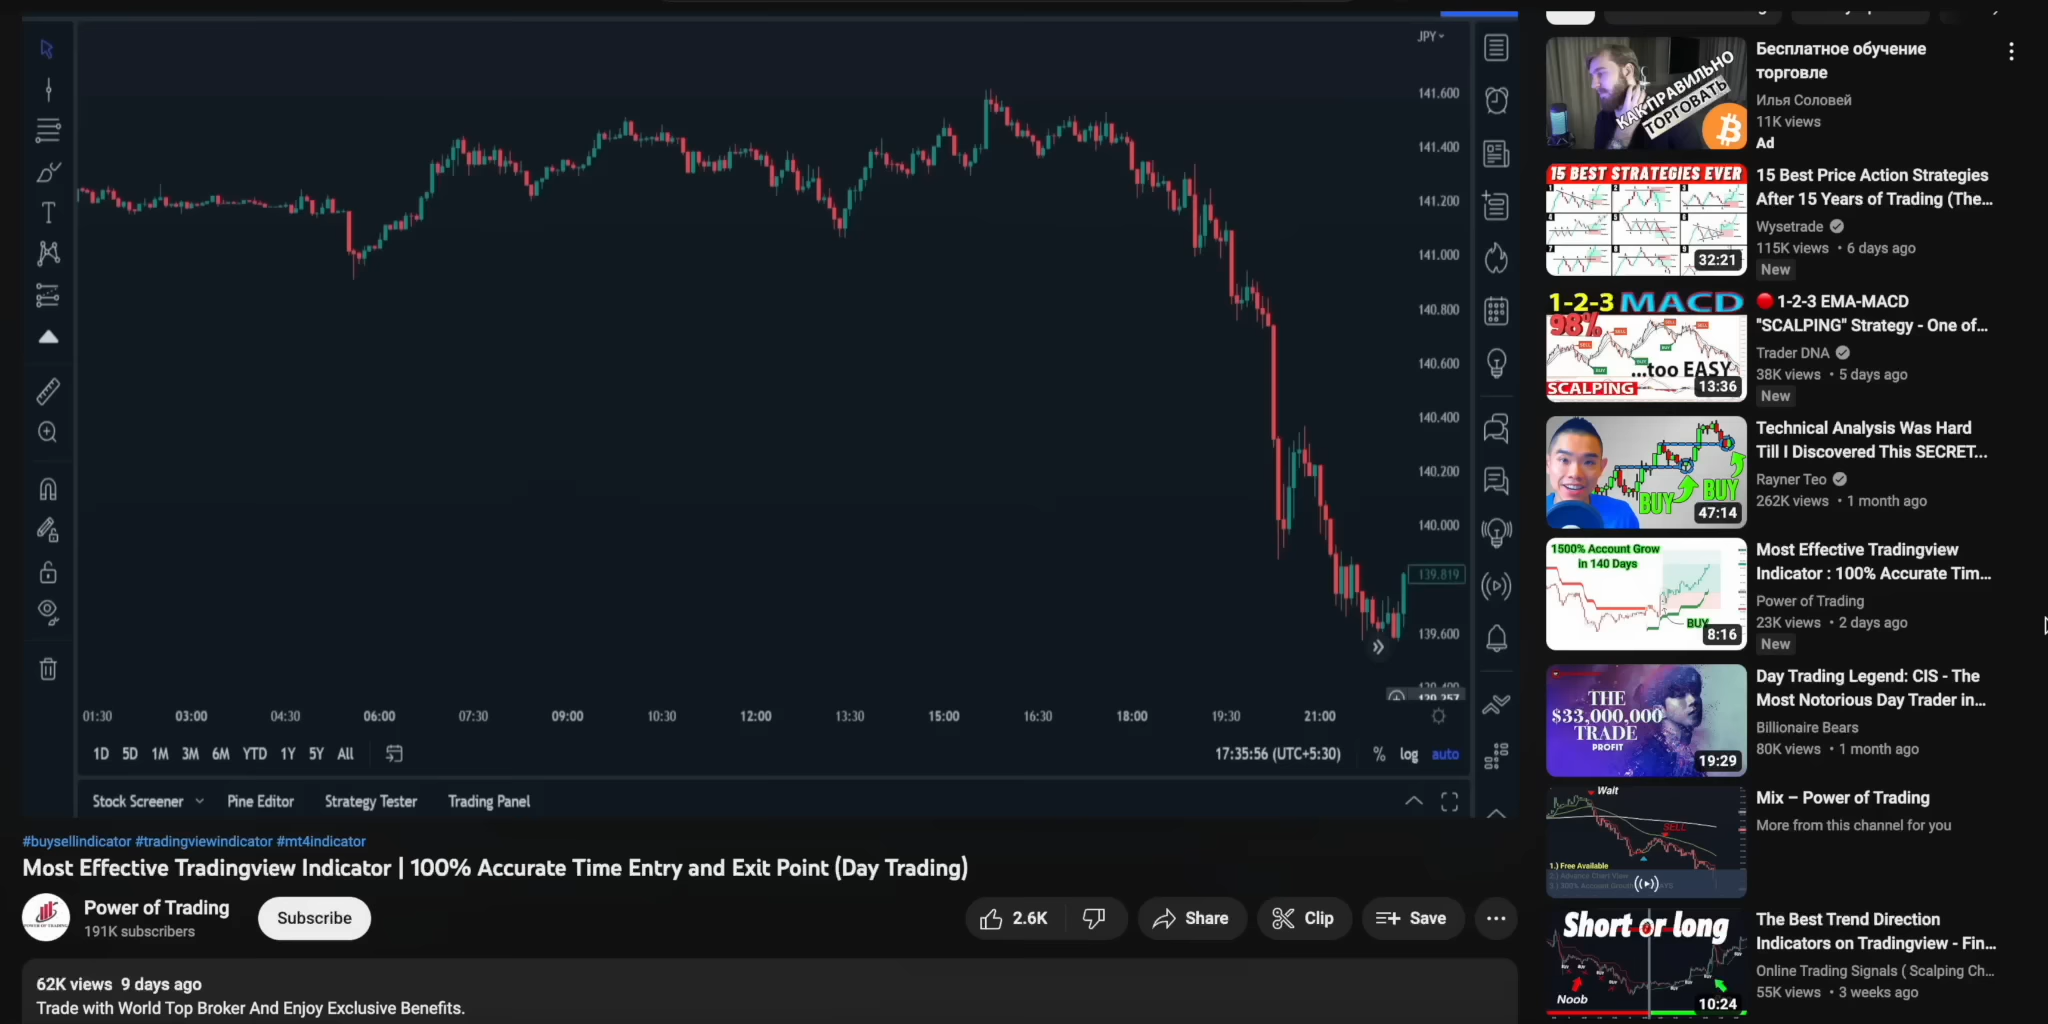 JPY
141.600
141.400
141.200
141.000
140.800
140.600
140.400
140.200
140.000
139.819
139.600
01:30 03:00 04:30 06:00 07:30 09:00 10:30 12:00 13:30 15:00 16:30 18:00 19:30 21:00
1D 5D 1M 3M 6M YTD 1Y 5Y All
17:35:56 (UTC+5:30) % log auto
Stock Screener Pine Editor Strategy Tester Trading Panel
#buysellindicator #tradingviewindicator #mt4indicator
Most Effective Tradingview Indicator | 100% Accurate Time Entry and Exit Point (Day Trading)
Power of Trading
191K subscribers
Subscribe
2.6K
Share
Clip
Save
62K views 9 days ago
Trade with World Top Broker And Enjoy Exclusive Benefits.
КАК ПРАВИЛЬНО
ТОРГОВАТЬ
Бесплатное обучение
торговле
Илья Соловей
11K views
Ad
15 BEST STRATEGIES EVER
32:21
15 Best Price Action Strategies
After 15 Years of Trading (The...
Wysetrade
115K views • 6 days ago
New
1-2-3 MACD
98%
...too EASY
SCALPING
13:36
1-2-3 EMA-MACD
"SCALPING" Strategy - One of...
Trader DNA
38K views • 5 days ago
New
BUY BUY
47:14
Technical Analysis Was Hard
Till I Discovered This SECRET...
Rayner Teo
262K views • 1 month ago
1500% Account Grow
in 140 Days
BUY
8:16
Most Effective Tradingview
Indicator : 100% Accurate Tim...
Power of Trading
23K views • 2 days ago
New
THE
$33,000,000
TRADE
PROFIT
19:29
Day Trading Legend: CIS - The
Most Notorious Day Trader in...
Billionaire Bears
80K views • 1 month ago
Wait
SELL
1.) Free Available
Mix – Power of Trading
More from this channel for you
Short or long
Noob
10:24
The Best Trend Direction
Indicators on Tradingview - Fin...
Online Trading Signals ( Scalping Ch...
55K views • 3 weeks ago